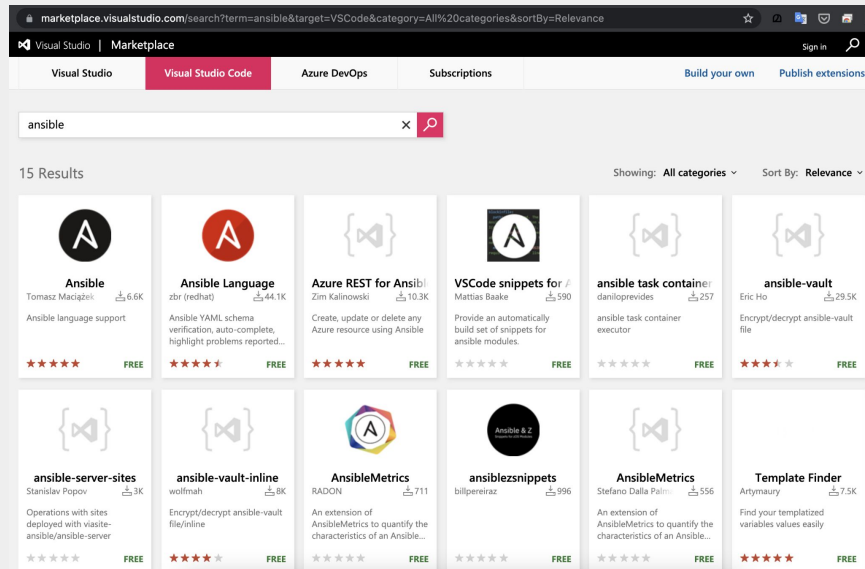 marketplace.visualstudio.com/search?term=ansible&target=VSCode&category=All%20categories&sortBy=Relevance
Visual Studio | Marketplace
Sign in
Visual Studio
Visual Studio Code
Azure DevOps
Subscriptions
Build your own
Publish extensions
ansible
15 Results
Showing: All categories
Sort By: Relevance
Ansible
Tomasz Maciążek 6.6K
Ansible language support
FREE
Ansible Language
zbr (redhat) 44.1K
Ansible YAML schema
verification, auto-complete,
highlight problems reported...
FREE
Azure REST for Ansibl
Zim Kalinowski 10.3K
Create, update or delete any
Azure resource using Ansible
FREE
VSCode snippets for
Mattias Baake 590
Provide an automatically
build set of snippets for
ansible modules.
FREE
ansible task container
daniloprevides 257
ansible task container
executor
FREE
ansible-vault
Eric Ho 29.5K
Encrypt/decrypt ansible-vault
file
FREE
ansible-server-sites
Stanislav Popov 3K
Operations with sites
deployed with viasite-
ansible/ansible-server
FREE
ansible-vault-inline
wolfmah 8K
Encrypt/decrypt ansible-vault
file/inline
FREE
AnsibleMetrics
RADON 711
An extension of
AnsibleMetrics to quantify the
characteristics of an Ansible...
FREE
Ansible & Z
ansiblezsnippets
billpereiraz 996
FREE
AnsibleMetrics
Stefano Dalla Palm 556
An extension of
AnsibleMetrics to quantify the
characteristics of an Ansible...
FREE
Template Finder
Artymaury 7.5K
Find your templatized
variables values easily
FREE